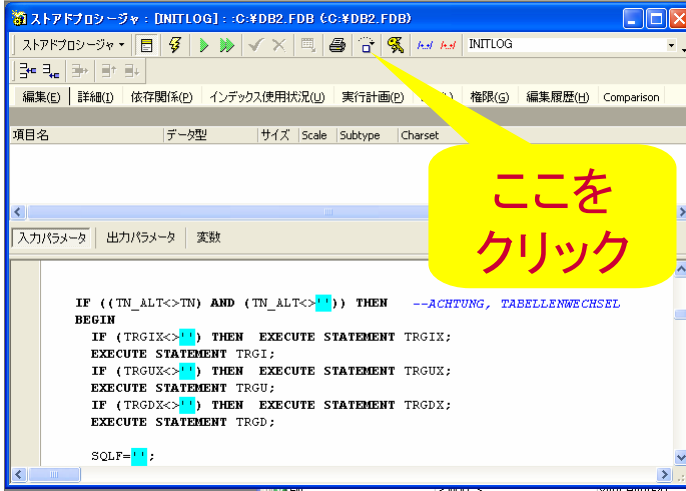 ストアドプロシージャ : [INITLOG] : :C:¥DB2.FDB (C:¥DB2.FDB)
ストアドプロシージャ INITLOG
編集(E) 詳細(I) 依存関係(P) インデックス使用状況(U) 実行計画(P) 権限(G) 編集履歴(H) Comparison
項目名 データ型 サイズ Scale Subtype Charset
ここを
クリック
入力パラメータ 出力パラメータ 変数
IF ((TN_ALT<>TN) AND (TN_ALT<>'')) THEN --ACHTUNG, TABELLENWECHSEL
BEGIN
IF (TRGIX<>'') THEN EXECUTE STATEMENT TRGIX;
EXECUTE STATEMENT TRGI;
IF (TRGUX<>'') THEN EXECUTE STATEMENT TRGUX;
EXECUTE STATEMENT TRGU;
IF (TRGDX<>'') THEN EXECUTE STATEMENT TRGDX;
EXECUTE STATEMENT TRGD;
SQLF='';